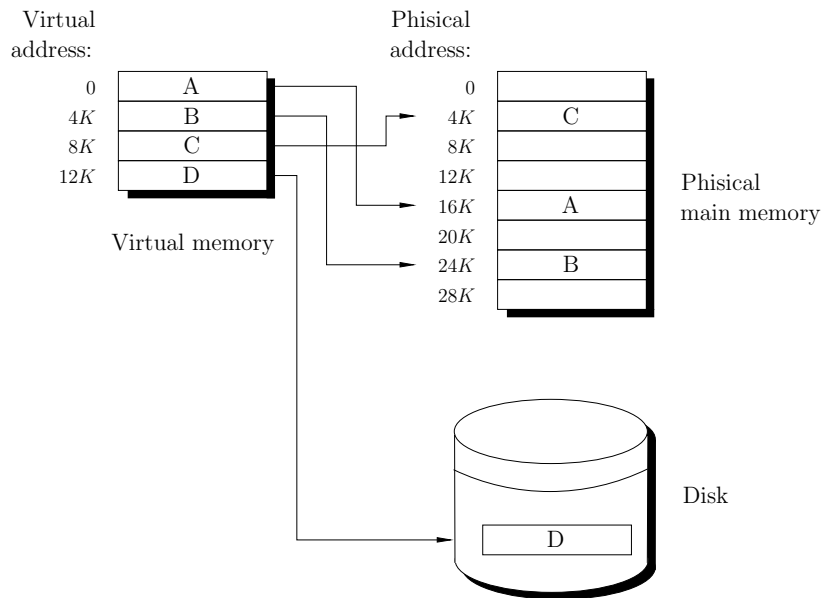 Virtual
address:
0
4K
8K
12K
A
B
C
D
Virtual memory
Phisical
address:
0
4K
8K
12K
16K
20K
24K
28K
C
A
B
Phisical
main memory
Disk
D